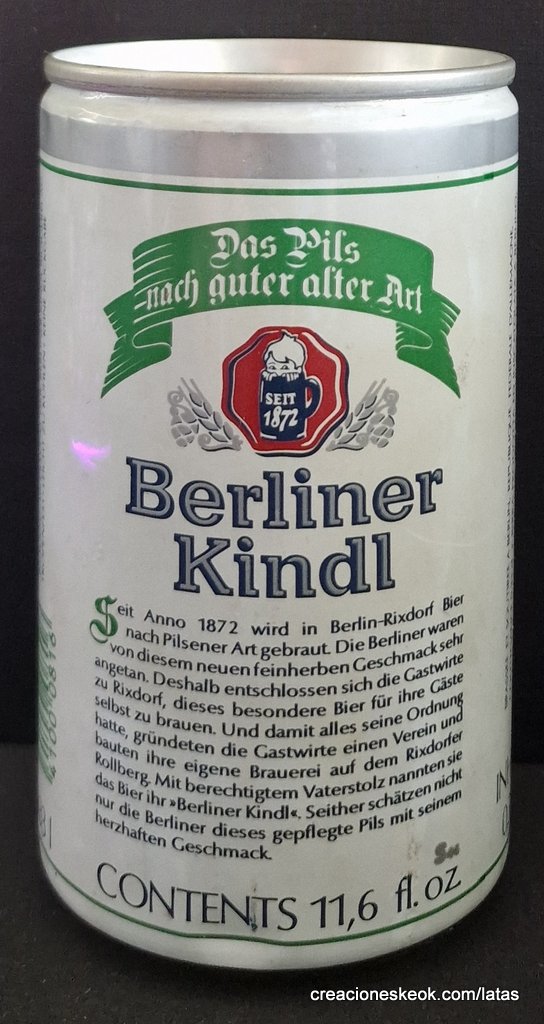 Das Pils
nach guter alter Art
SEIT
1872
Berliner
Kindl
Seit Anno 1872 wird in Berlin-Rixdorf Bier
nach Pilsener Art gebraut. Die Berliner waren
von diesem neuen feinherben Geschmack sehr
angetan. Deshalb entschlossen sich die Gastwirte
zu Rixdorf, dieses besondere Bier für ihre Gäste
selbst zu brauen. Und damit alles seine Ordnung
hatte, gründeten die Gastwirte einen Verein und
bauten ihre eigene Brauerei auf dem Rixdorfer
Rollberg. Mit berechtigtem Vaterstolz nannten sie
das Bier ihr »Berliner Kindl«. Seither schätzen nicht
nur die Berliner dieses gepflegte Pils mit seinem
herzhaften Geschmack.
CONTENTS 11,6 fl. oz.
creacioneskeok.com/latas